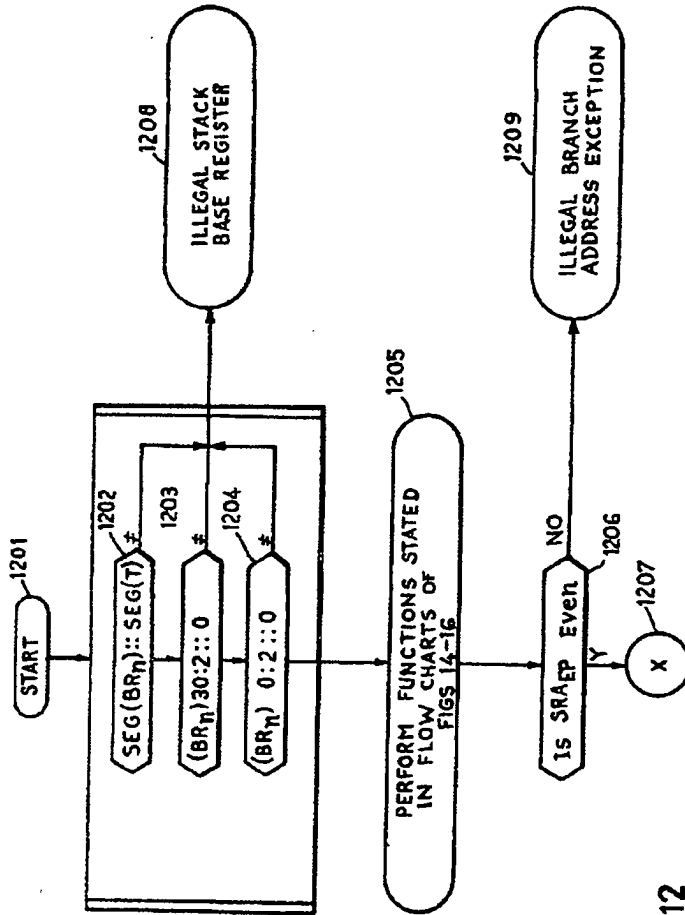 1201
START
1202
SEG(BRn)::SEG(T)
≠
1203
(BRn)30:2::0
≠
1204
(BRn) 0:2::0
≠
1208
ILLEGAL STACK
BASE REGISTER
1205
PERFORM FUNCTIONS STATED
IN FLOW CHARTS OF
FIGS 14-16
Is SRAEP Even
1206
NO
Y
1209
ILLEGAL BRANCH
ADDRESS EXCEPTION
1207
X
12